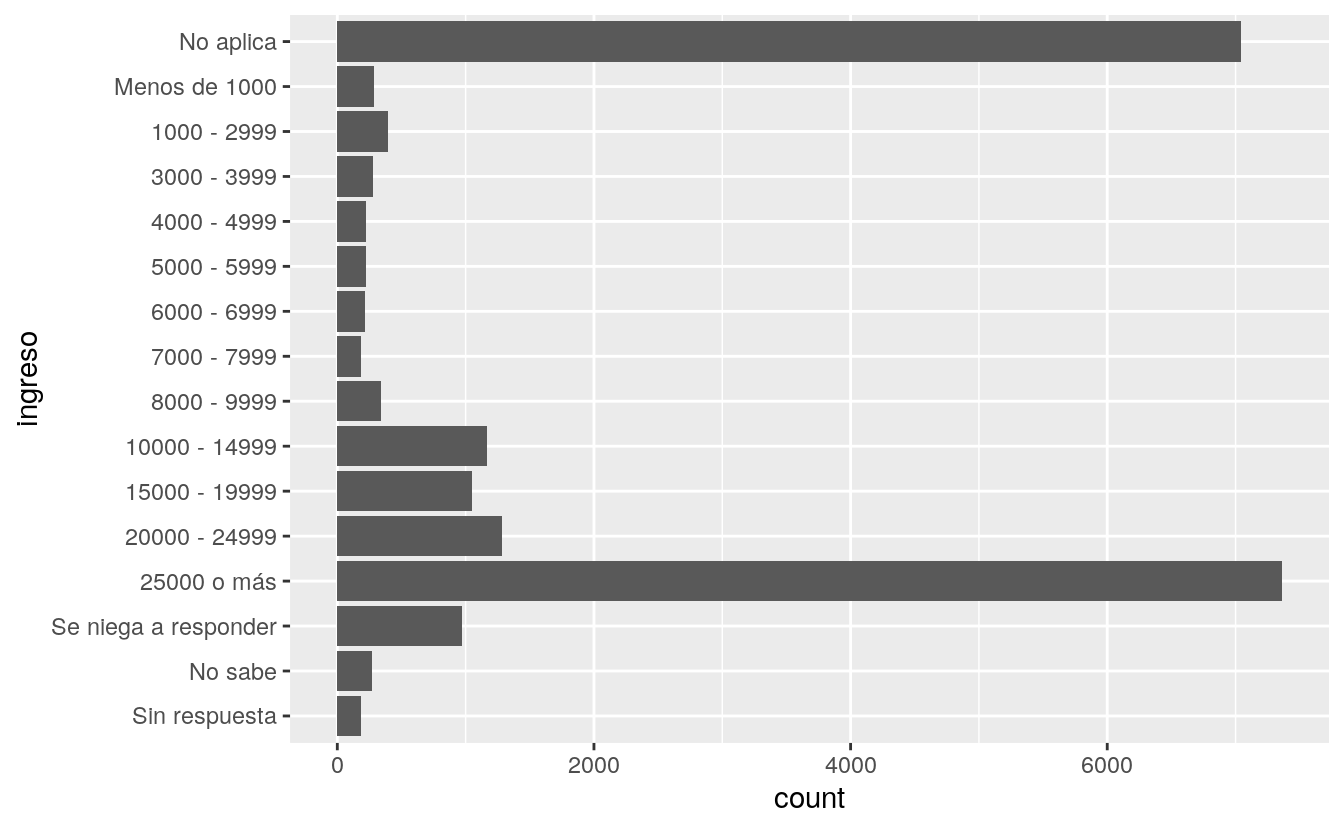 No aplica
Menos de 1000
1000 - 2999
3000 - 3999
4000 - 4999
5000 - 5999
6000 - 6999
7000 - 7999
8000 - 9999
10000 - 14999
15000 - 19999
20000 - 24999
25000 o más
Se niega a responder
No sabe
Sin respuesta
ingreso
0 2000 4000 6000
count